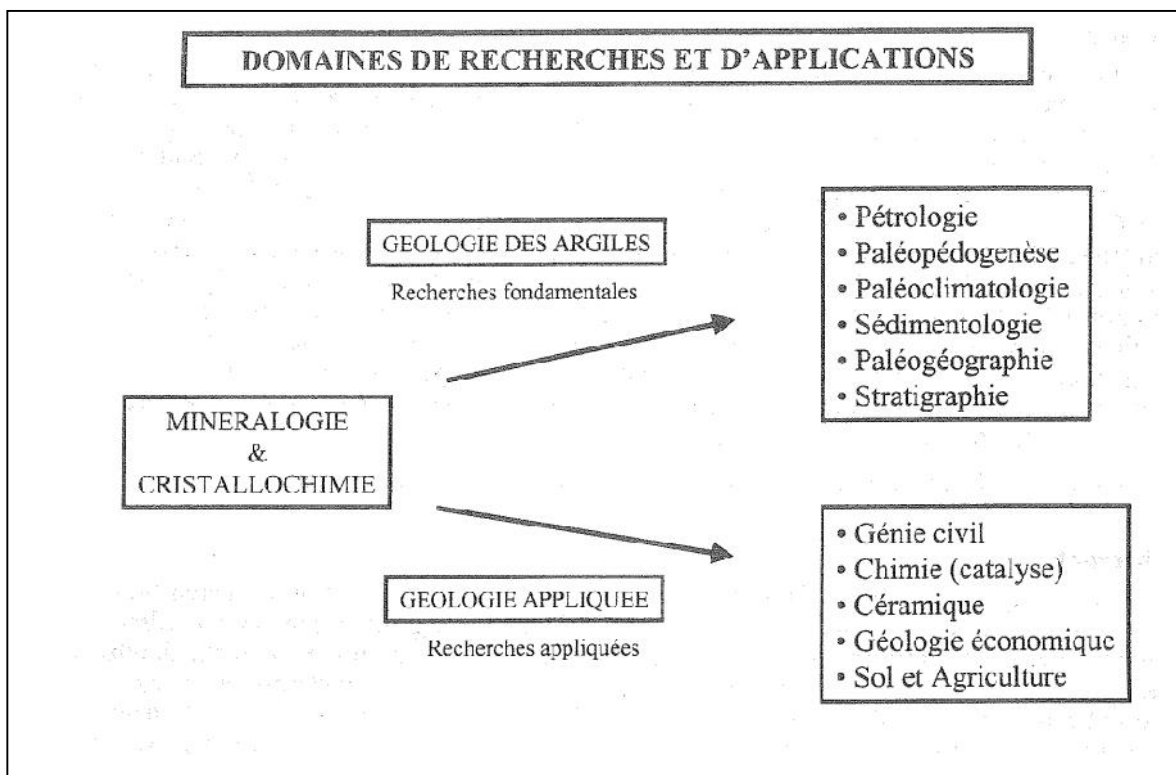 DOMAINES DE RECHERCHES ET D'APPLICATIONS
GEOLOGIE DES ARGILES
Recherches fondamentales
• Pétrologie
• Paléopédogenèse
• Paléoclimatologie
• Sédimentologie
• Paléogéographie
• Stratigraphie
MINERALOGIE
&
CRISTALLOCHIMIE
GEOLOGIE APPLIQUEE
Recherches appliquées
• Génie civil
• Chimie (catalyse)
• Céramique
• Géologie économique
• Sol et Agriculture